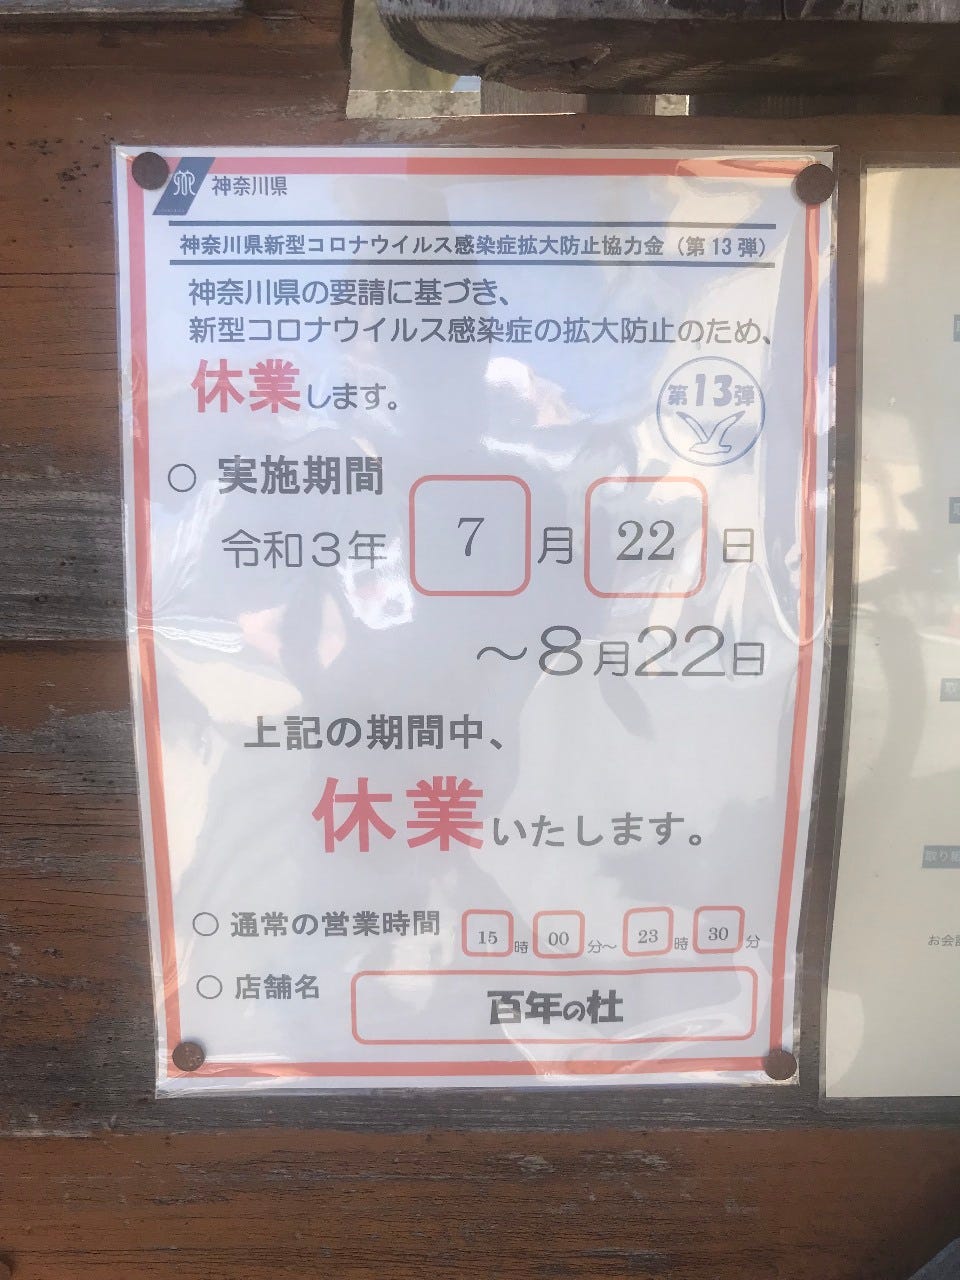 神奈川県
神奈川県新型コロナウイルス感染症拡大防止協力金（第13弾）
神奈川県の要請に基づき、
新型コロナウイルス感染症の拡大防止のため、
休業します。
第13弾
○ 実施期間
令和3年 7 月 22 日
～8月22日
上記の期間中、
休業いたします。
○ 通常の営業時間 15 時 00 分～ 23 時 30 分
○ 店舗名 百年の杜
取り
お会